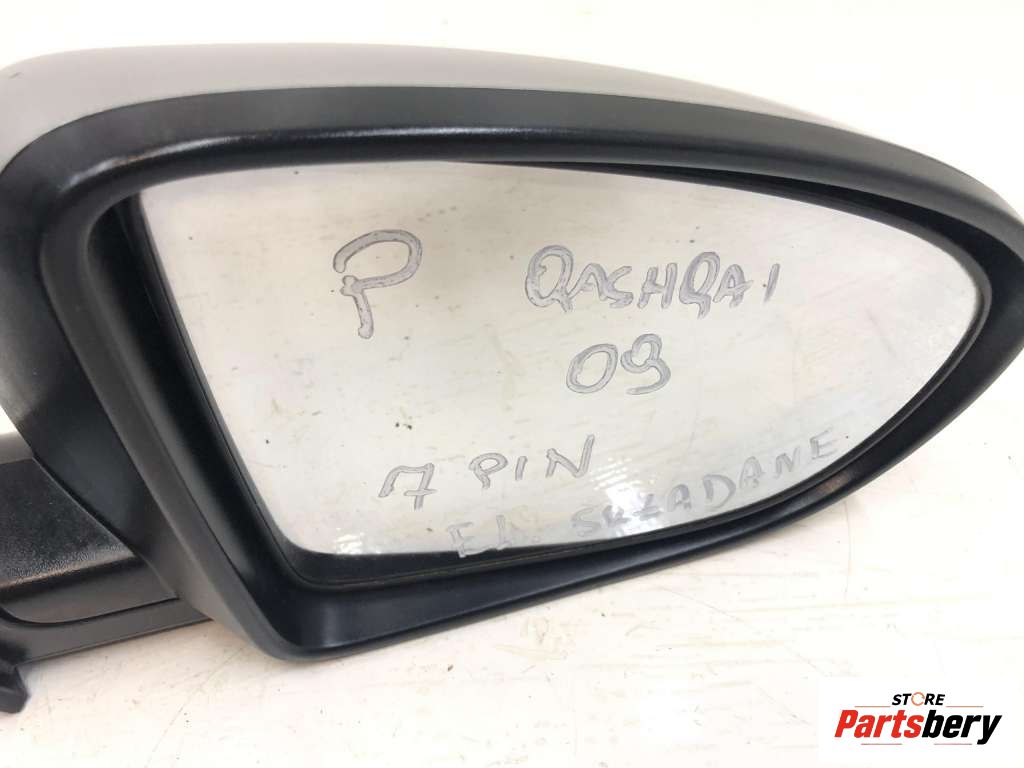 P QASHQAI
09
7 PIN
EL. SKŁADANE
STORE
Partsbery